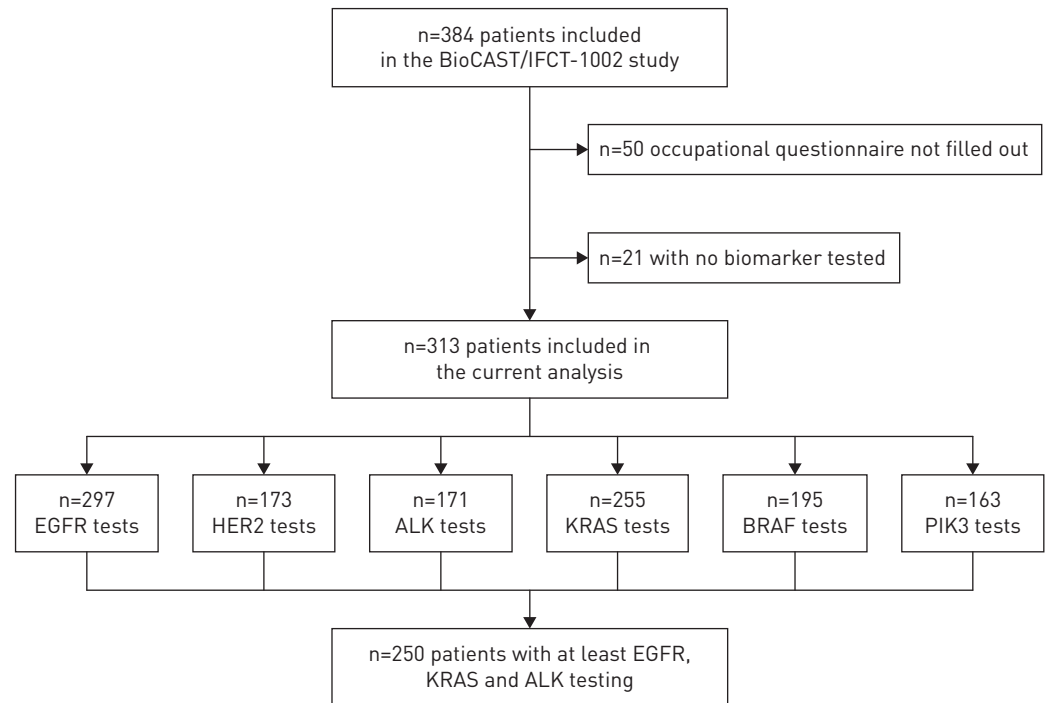 n=384 patients included
in the BioCAST/IFCT-1002 study
n=50 occupational questionnaire not filled out
n=21 with no biomarker tested
n=313 patients included in
the current analysis
n=297
EGFR tests
n=173
HER2 tests
n=171
ALK tests
n=255
KRAS tests
n=195
BRAF tests
n=163
PIK3 tests
n=250 patients with at least EGFR,
KRAS and ALK testing